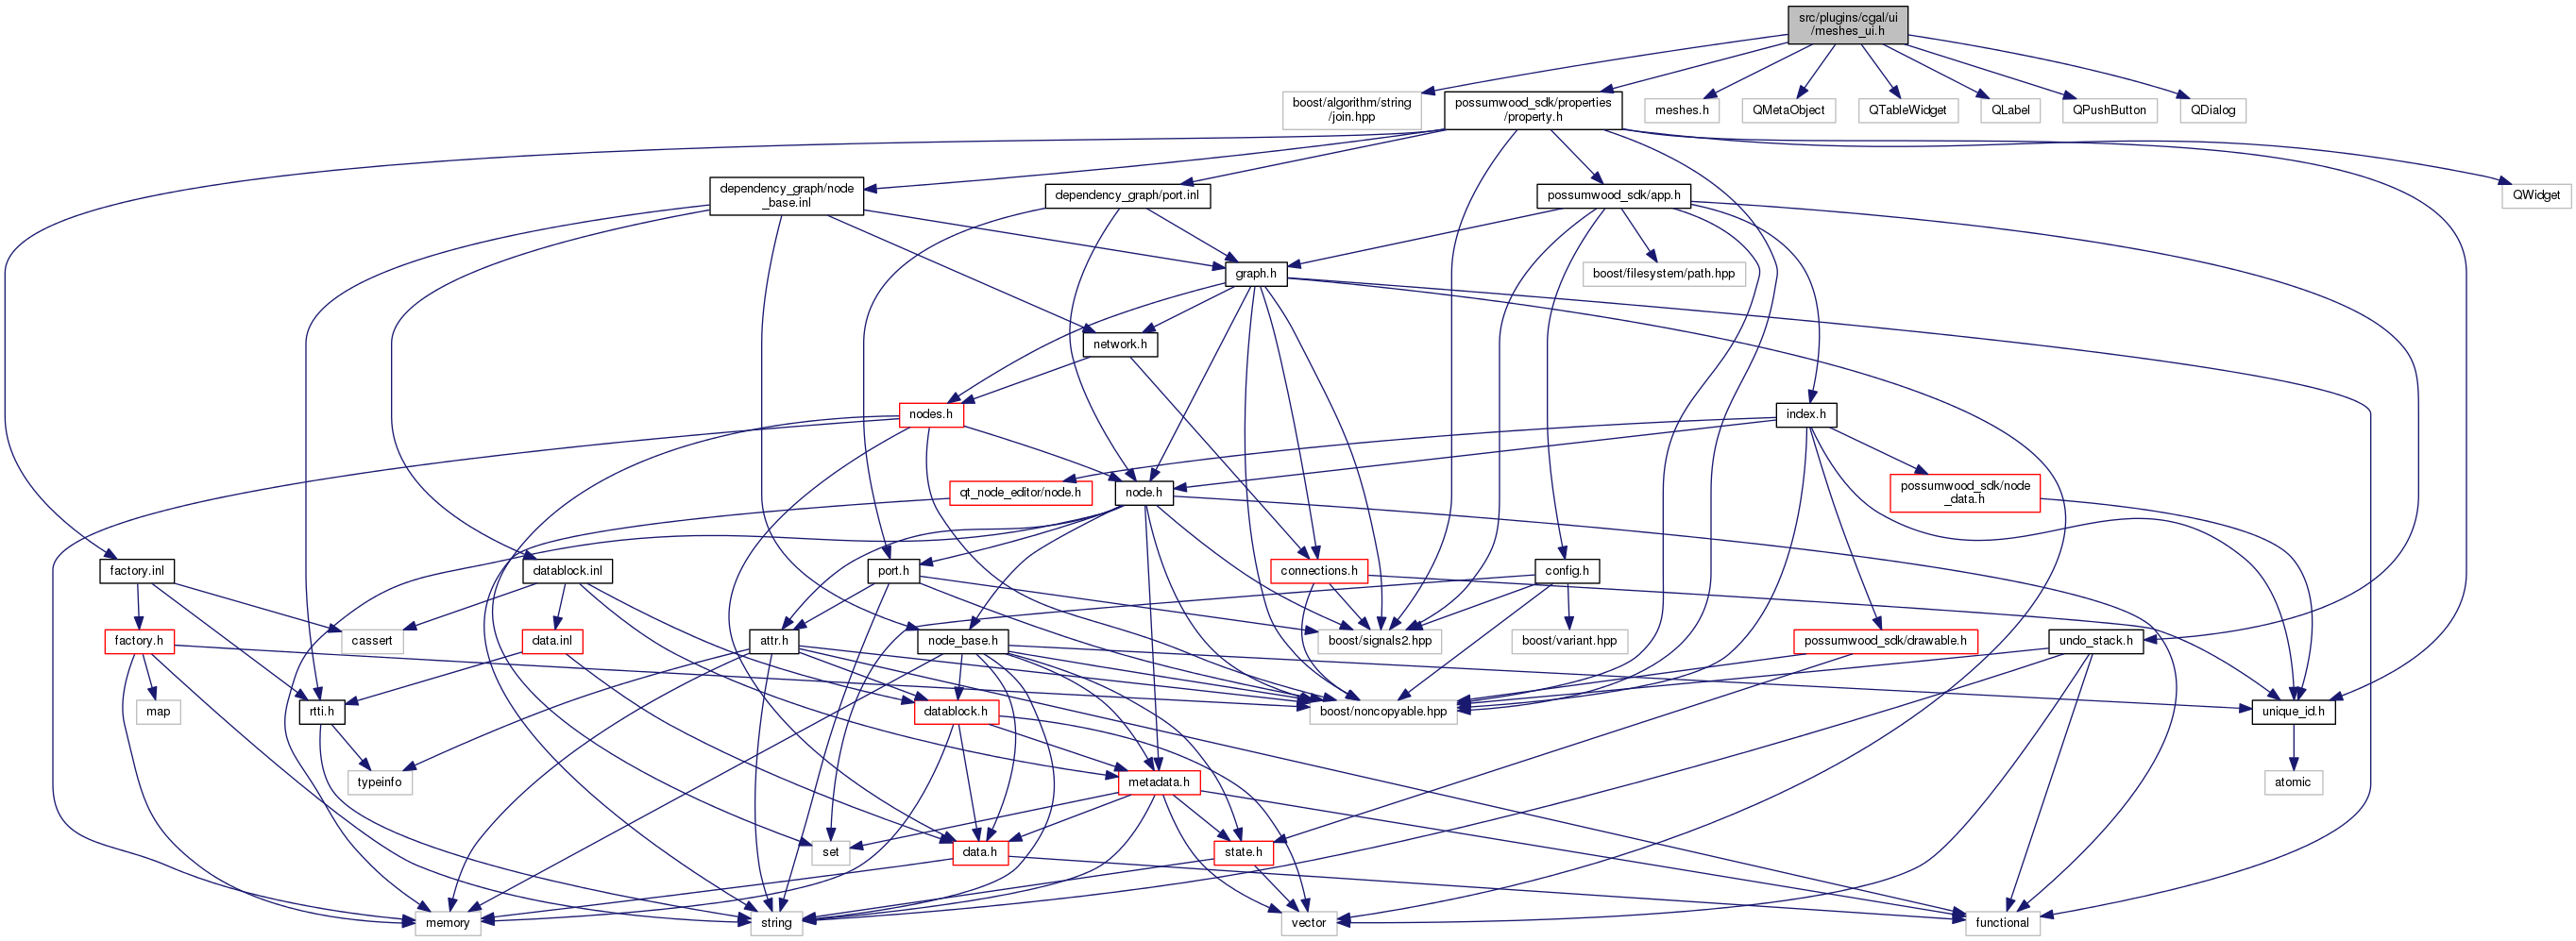 src/plugins/cgal/ui
/meshes_ui.h
boost/algorithm/string
/join.hpp
possumwood_sdk/properties
/property.h
meshes.h
QMetaObject
QTableWidget
QLabel
QPushButton
QDialog
dependency_graph/node
_base.inl
dependency_graph/port.inl
possumwood_sdk/app.h
QWidget
graph.h
boost/filesystem/path.hpp
network.h
nodes.h
index.h
qt_node_editor/node.h
node.h
possumwood_sdk/node
_data.h
factory.inl
datablock.inl
port.h
connections.h
config.h
factory.h
cassert
data.inl
attr.h
node_base.h
boost/signals2.hpp
boost/variant.hpp
possumwood_sdk/drawable.h
undo_stack.h
map
rtti.h
datablock.h
boost/noncopyable.hpp
unique_id.h
typeinfo
metadata.h
atomic
set
data.h
state.h
memory
string
vector
functional